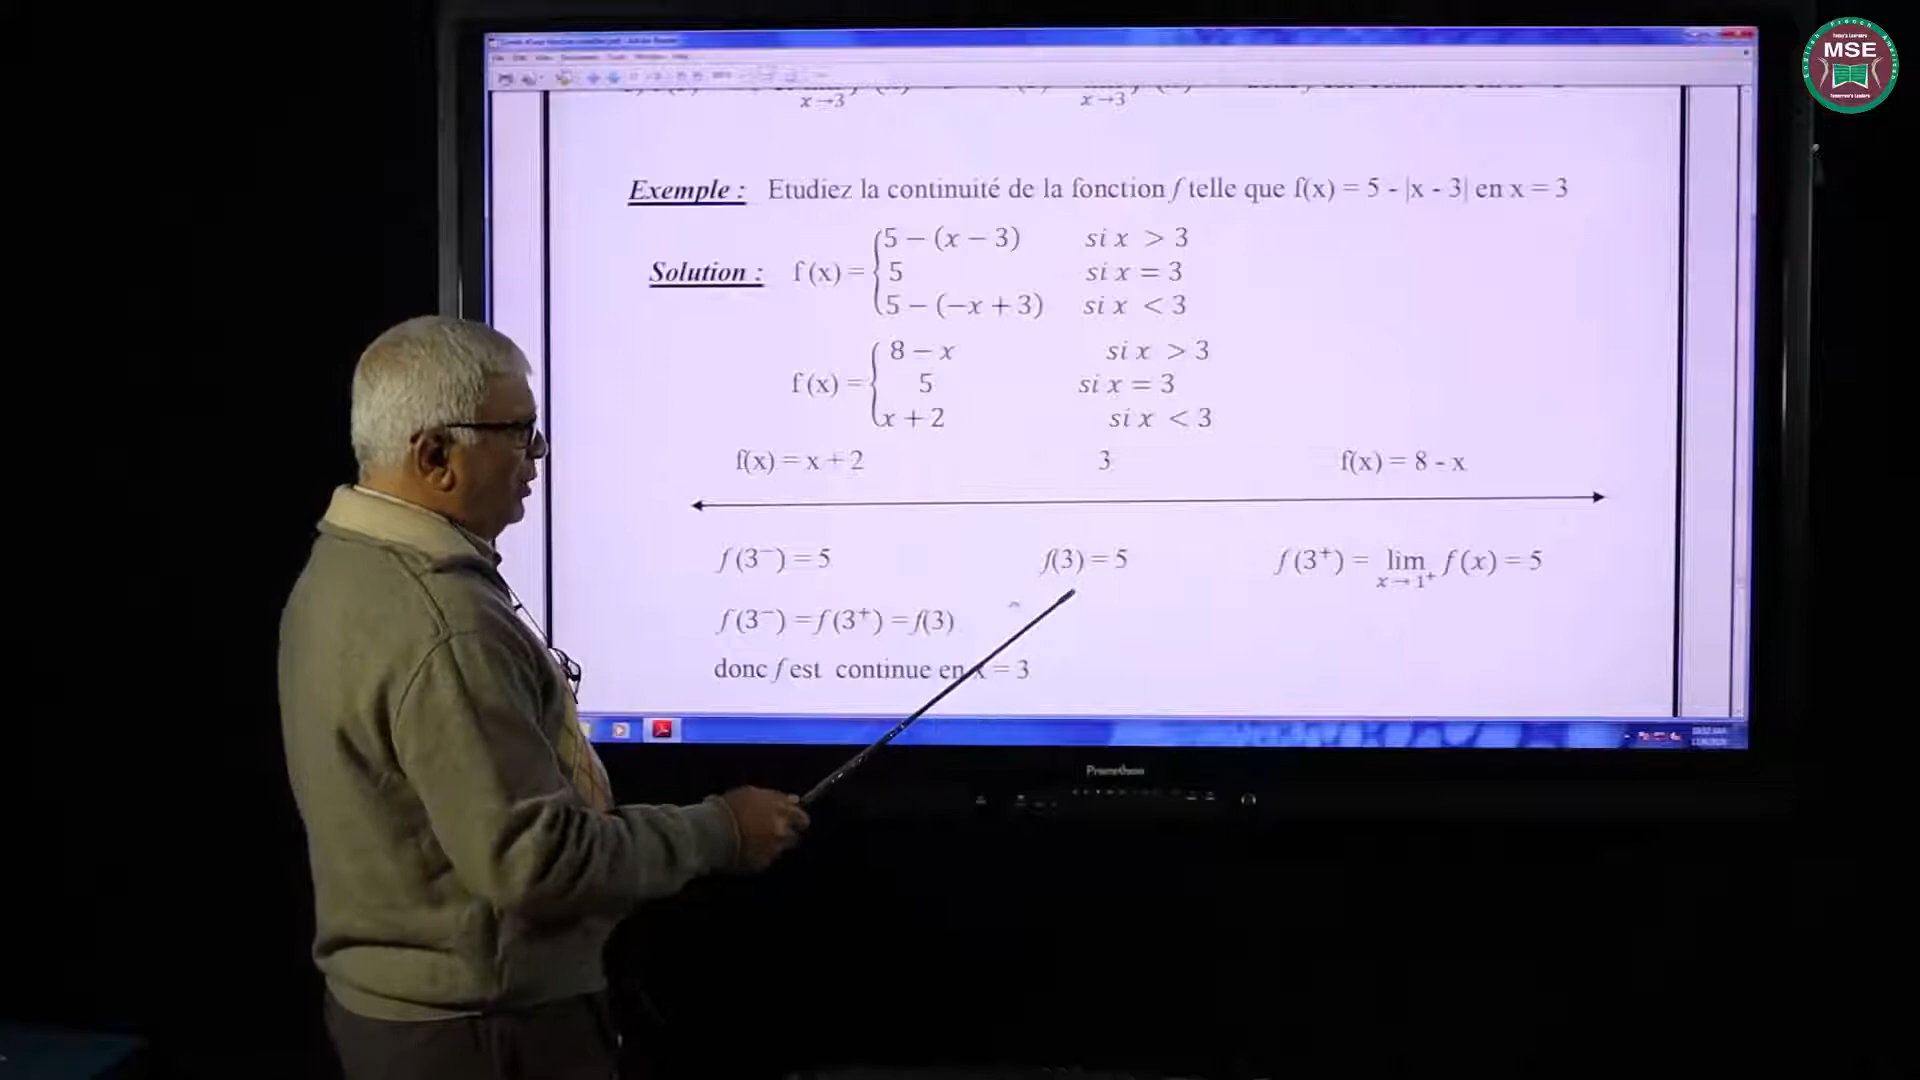 MSE
x→3 x→3
Exemple : Etudiez la continuité de la fonction f telle que f(x) = 5 - |x - 3| en x = 3
5 − (x − 3) si x > 3
Solution : f (x) = { 5 si x = 3
5 − (−x + 3) si x < 3
8 − x si x > 3
f (x) = { 5 si x = 3
x + 2 si x < 3
f(x) = x + 2 3 f(x) = 8 - x
f (3⁻) = 5 f(3) = 5 f (3⁺) = lim x→1⁺ f (x) = 5
f (3⁻) = f (3⁺) = f(3)
donc f est continue en x = 3
Promethean